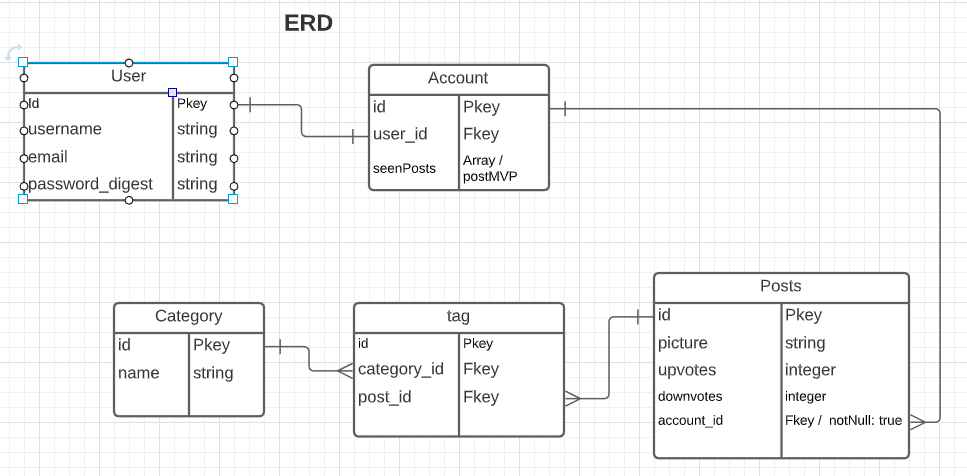 ERD
User
Id Pkey
username string
email string
password_digest string
Account
id Pkey
user_id Fkey
seenPosts Array /
postMVP
Category
id Pkey
name string
tag
id Pkey
category_id Fkey
post_id Fkey
Posts
id Pkey
picture string
upvotes integer
downvotes integer
account_id Fkey / notNull: true